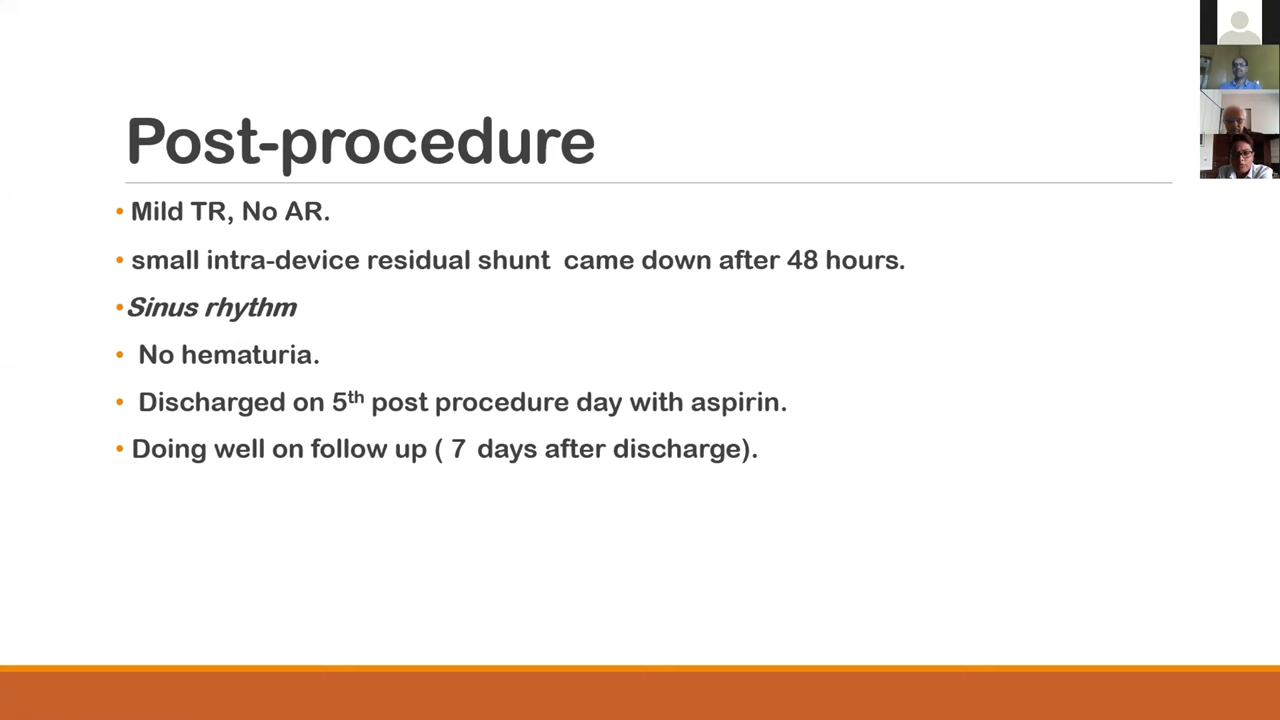 Post-procedure
• Mild TR, No AR.
• small intra-device residual shunt came down after 48 hours.
• Sinus rhythm
• No hematuria.
• Discharged on 5th post procedure day with aspirin.
• Doing well on follow up ( 7 days after discharge).